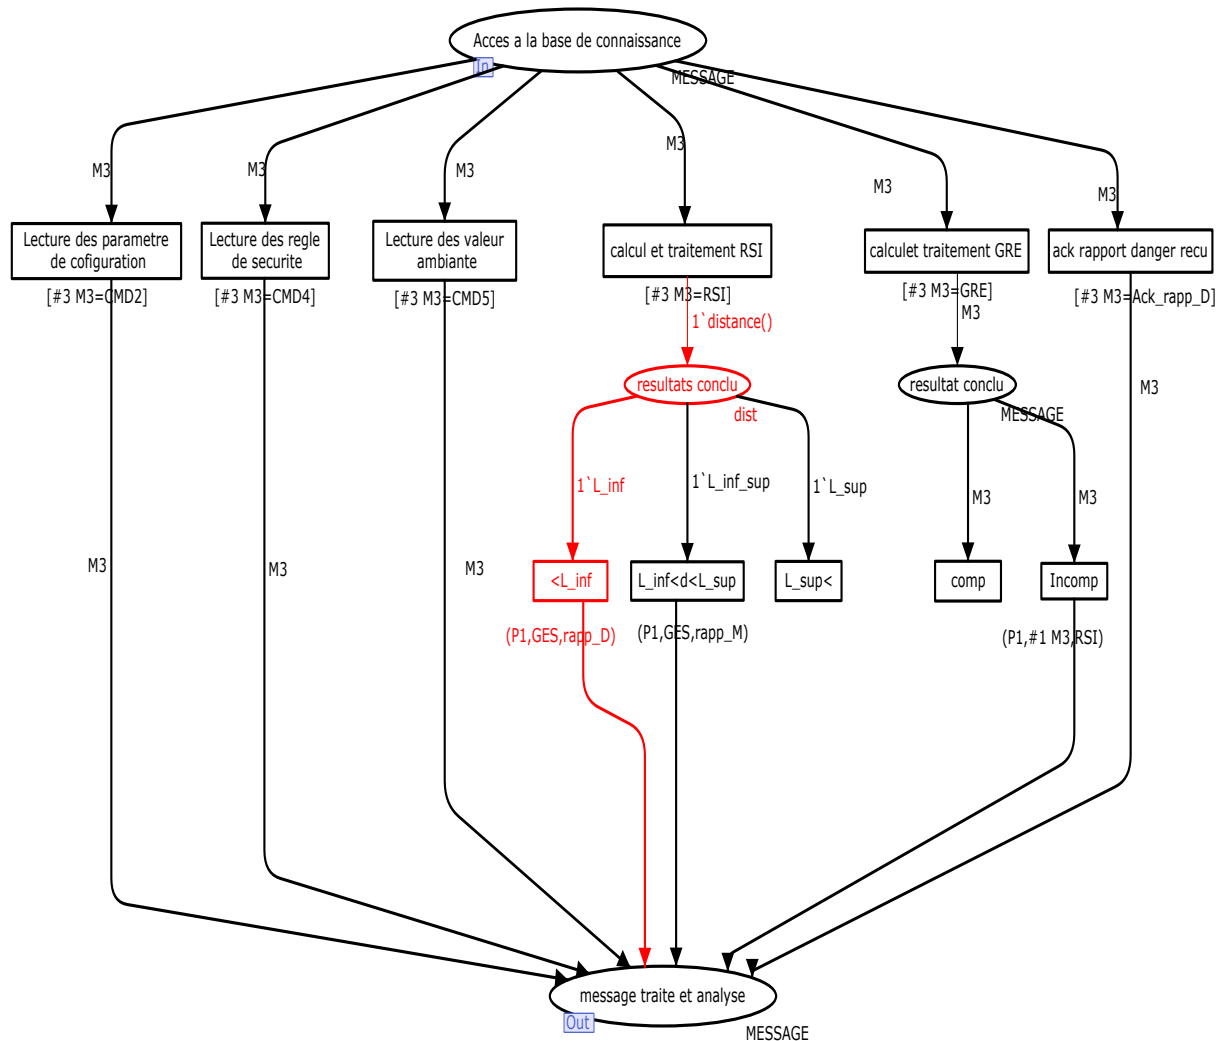 Acces a la base de connaissance
In
MESSAGE
M3
M3
M3
M3
M3
M3
Lecture des parametre
de cofiguration
Lecture des regle
de securite
Lecture des valeur
ambiante
calcul et traitement RSI
calculet traitement GRE
ack rapport danger recu
[#3 M3=CMD2]
[#3 M3=CMD4]
[#3 M3=CMD5]
[#3 M3=RSI]
[#3 M3=GRE]
[#3 M3=Ack_rapp_D]
1`distance()
M3
resultats conclu
resultat conclu
M3
dist
MESSAGE
1`L_inf
1`L_inf_sup
1`L_sup
M3
M3
M3
M3
M3
<L_inf
L_inf<d<L_sup
L_sup<
comp
Incomp
(P1,GES,rapp_D)
(P1,GES,rapp_M)
(P1,#1 M3,RSI)
message traite et analyse
Out
MESSAGE